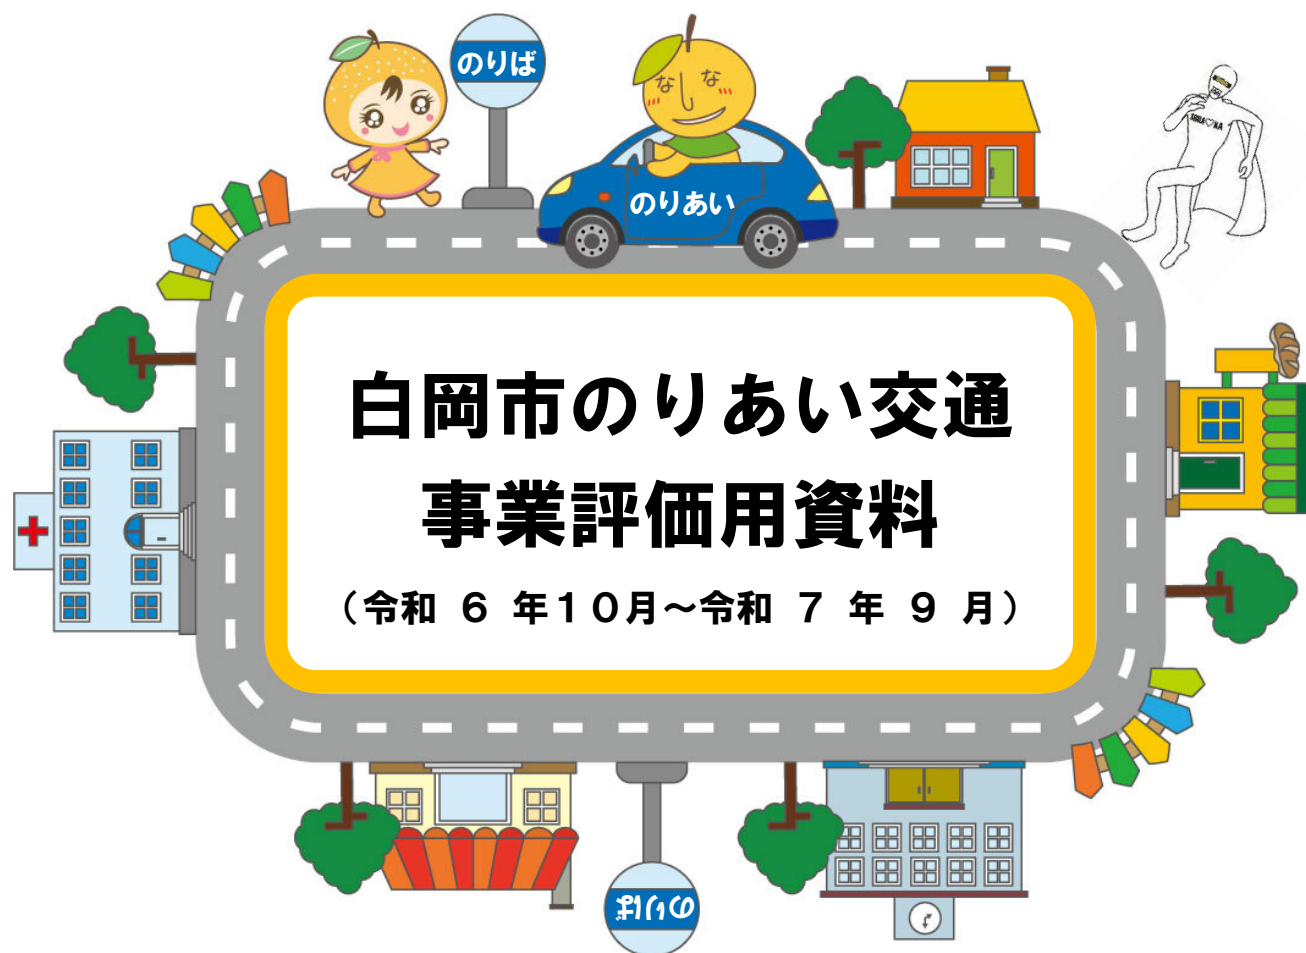 のりば
なな
のりあい
SHIRA♡KA
白岡市のりあい交通
事業評価用資料
（令和 6 年10月～令和 7 年 9 月）
のりば